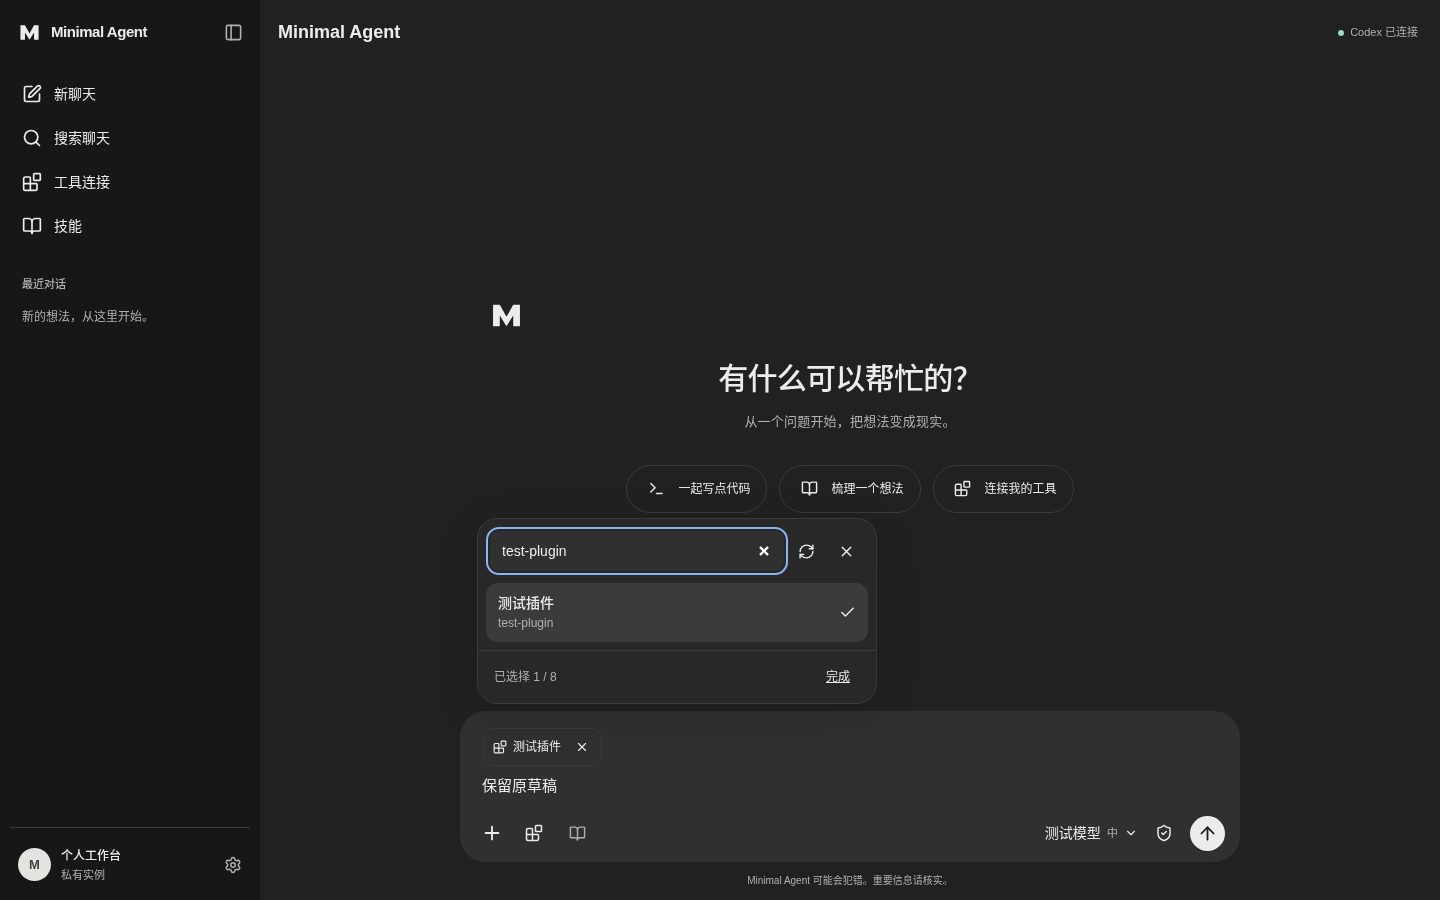 Minimal Agent
新聊天
搜索聊天
工具连接
技能
最近对话
新的想法，从这里开始。
M
个人工作台
私有实例
Minimal Agent
Codex 已连接
有什么可以帮忙的？
从一个问题开始，把想法变成现实。
一起写点代码
梳理一个想法
连接我的工具
test-plugin
测试插件
test-plugin
已选择 1 / 8
完成
测试插件
保留原草稿
测试模型 中
Minimal Agent 可能会犯错。重要信息请核实。